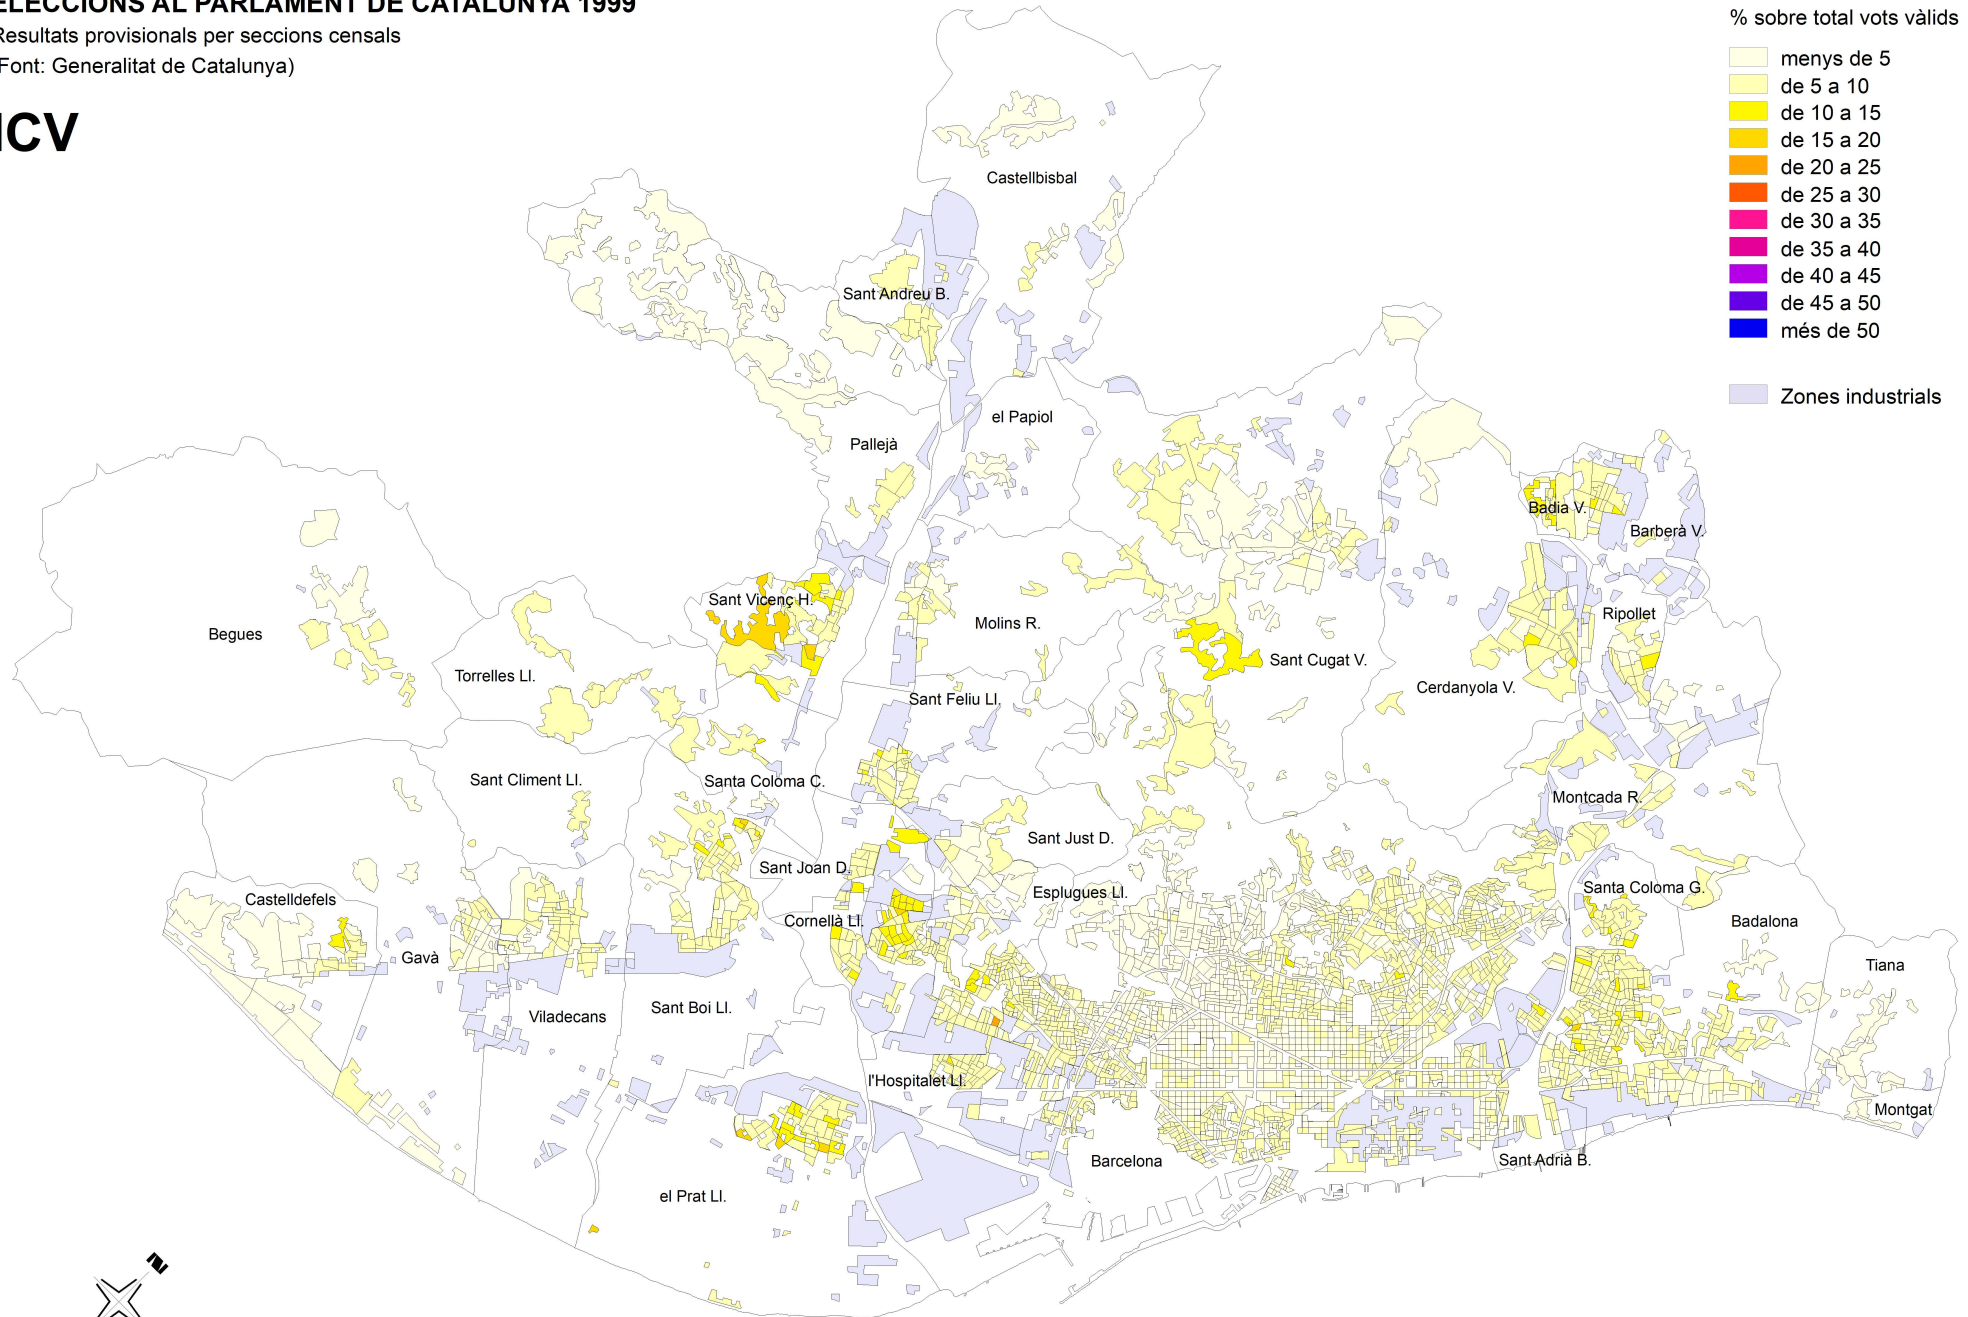 ELECCIONS AL PARLAMENT DE CATALUNYA 1999
Resultats provisionals per seccions censals
(Font: Generalitat de Catalunya)
ICV
% sobre total vots vàlids
menys de 5
de 5 a 10
de 10 a 15
de 15 a 20
de 20 a 25
de 25 a 30
de 30 a 35
de 35 a 40
de 40 a 45
de 45 a 50
més de 50
Zones industrials
Castellbisbal
Sant Andreu B.
el Papiol
Pallejà
Badia V.
Barberà V.
Sant Vicenç H.
Ripollet
Molins R.
Begues
Sant Cugat V.
Torrelles Ll.
Cerdanyola V.
Sant Feliu Ll.
Sant Climent Ll.
Santa Coloma C.
Montcada R.
Sant Just D.
Sant Joan D.
Santa Coloma G.
Esplugues Ll.
Castelldefels
Cornellà Ll.
Badalona
Gavà
Tiana
Sant Boi Ll.
Viladecans
l'Hospitalet Ll.
Montgat
Barcelona
Sant Adrià B.
el Prat Ll.
N